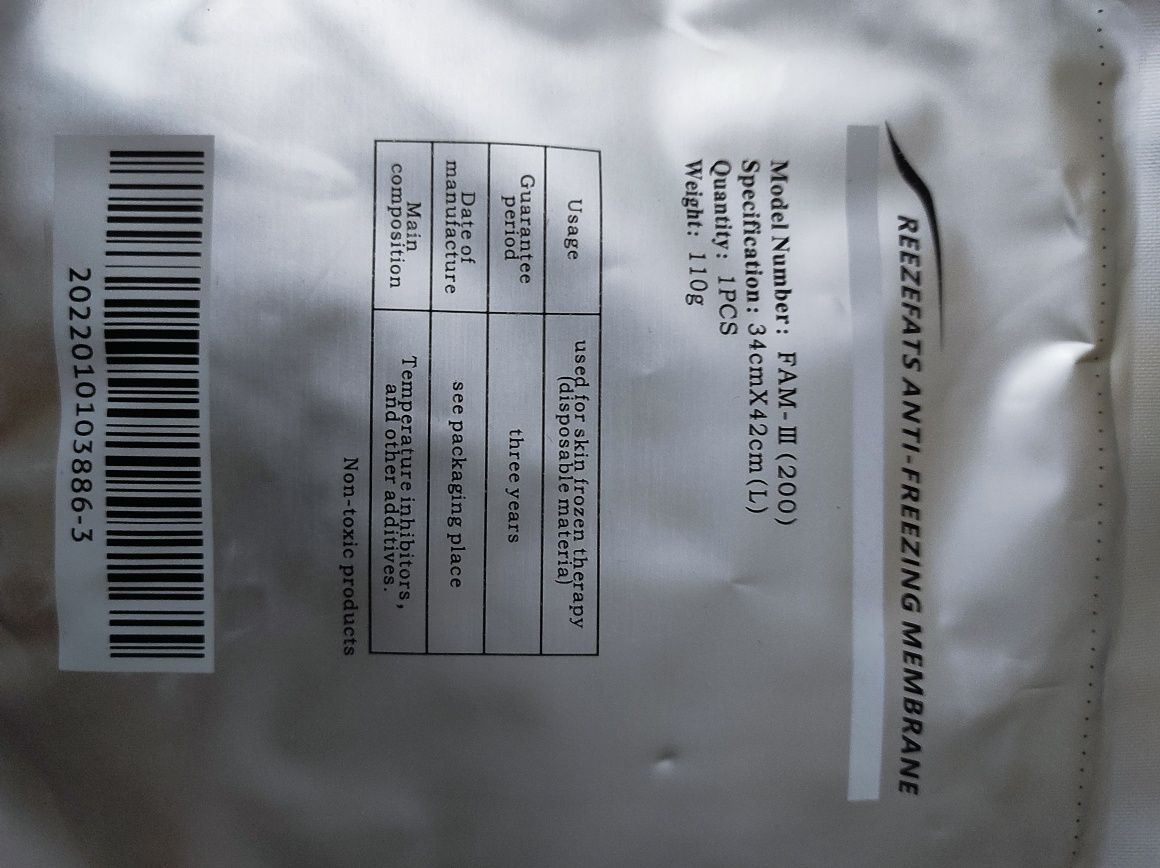 REEZEFATS ANTI-FREEZING MEMBRANE
Model Number: FAM-Ⅲ(200)
Specification: 34cmX42cm(L)
Quantity: 1PCS
Weight: 110g
Usage
used for skin frozen therapy
(disposable materia)
Guarantee
period
three years
Date of
manufacture
see packaging place
Main
composition
Temperature inhibitors,
and other additives.
Non-toxic products
2022010103886-3